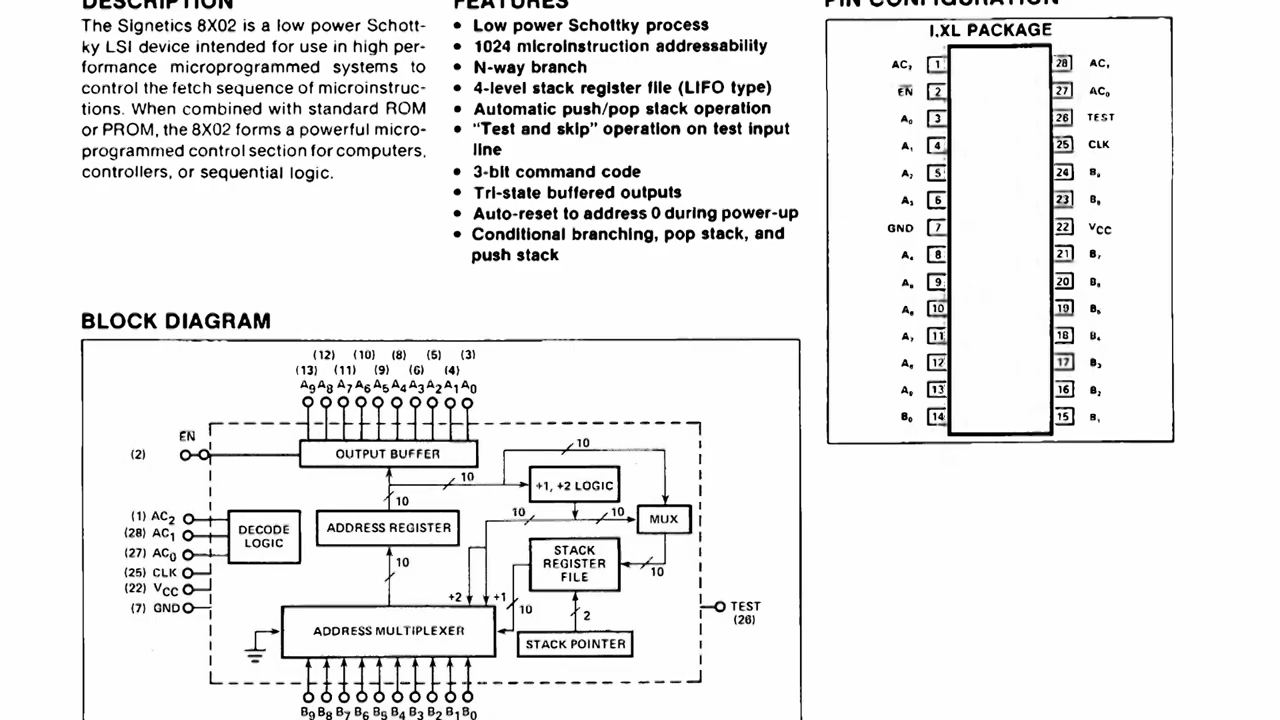 DESCRIPTION
The Signetics 8X02 is a low power Schott-
ky LSI device intended for use in high per-
formance microprogrammed systems to
control the fetch sequence of microinstruc-
tions. When combined with standard ROM
or PROM, the 8X02 forms a powerful micro-
programmed control section for computers,
controllers, or sequential logic.
FEATURES
• Low power Schottky process
• 1024 microinstruction addressability
• N-way branch
• 4-level stack register file (LIFO type)
• Automatic push/pop stack operation
• "Test and skip" operation on test input
line
• 3-bit command code
• Tri-state buffered outputs
• Auto-reset to address 0 during power-up
• Conditional branching, pop stack, and
push stack
PIN CONFIGURATION
I,XL PACKAGE
AC₂ 1 28 AC₁
EN 2 27 AC₀
A₀ 3 26 TEST
A₁ 4 25 CLK
A₂ 5 24 B₉
A₃ 6 23 B₈
GND 7 22 VCC
A₄ 8 21 B₇
A₅ 9 20 B₆
A₆ 10 19 B₅
A₇ 11 18 B₄
A₈ 12 17 B₃
A₉ 13 16 B₂
B₀ 14 15 B₁
BLOCK DIAGRAM
(12) (10) (8) (5) (3)
(13) (11) (9) (6) (4)
A9 A8 A7 A6 A5 A4 A3 A2 A1 A0
EN
(2)
OUTPUT BUFFER
10
10
+1, +2 LOGIC
10
(1) AC2
(28) AC1
(27) AC0
(25) CLK
(22) VCC
(7) GND
DECODE
LOGIC
ADDRESS REGISTER
10
10
MUX
STACK
REGISTER
FILE
10
10
+2
+1
10
2
TEST
(26)
ADDRESS MULTIPLEXER
STACK POINTER
B9 B8 B7 B6 B5 B4 B3 B2 B1 B0